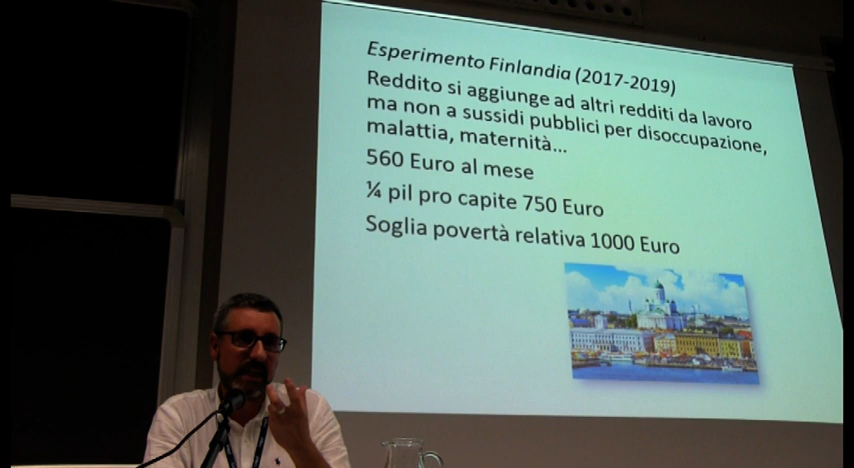 Esperimento Finlandia (2017-2019)
Reddito si aggiunge ad altri redditi da lavoro
ma non a sussidi pubblici per disoccupazione,
malattia, maternità...
560 Euro al mese
¼ pil pro capite 750 Euro
Soglia povertà relativa 1000 Euro